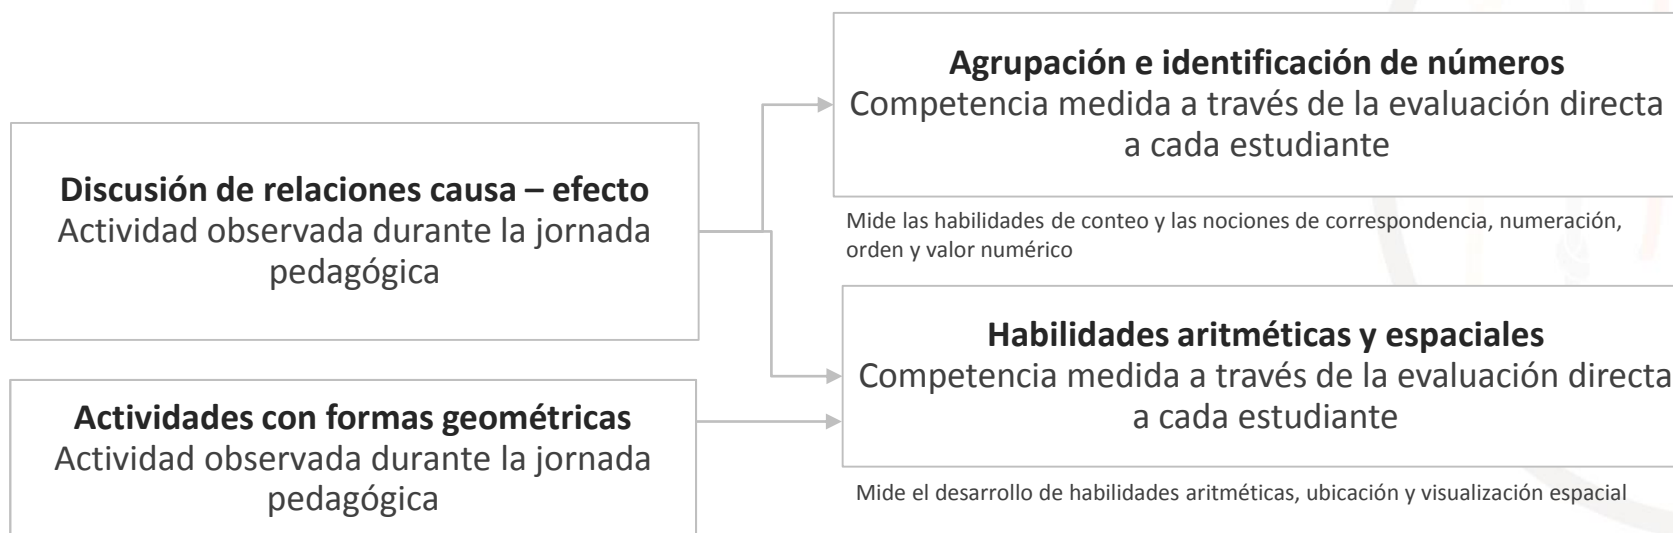 Discusión de relaciones causa – efecto
Actividad observada durante la jornada
pedagógica
Actividades con formas geométricas
Actividad observada durante la jornada
pedagógica
Agrupación e identificación de números
Competencia medida a través de la evaluación directa
a cada estudiante
Mide las habilidades de conteo y las nociones de correspondencia, numeración,
orden y valor numérico
Habilidades aritméticas y espaciales
Competencia medida a través de la evaluación directa
a cada estudiante
Mide el desarrollo de habilidades aritméticas, ubicación y visualización espacial